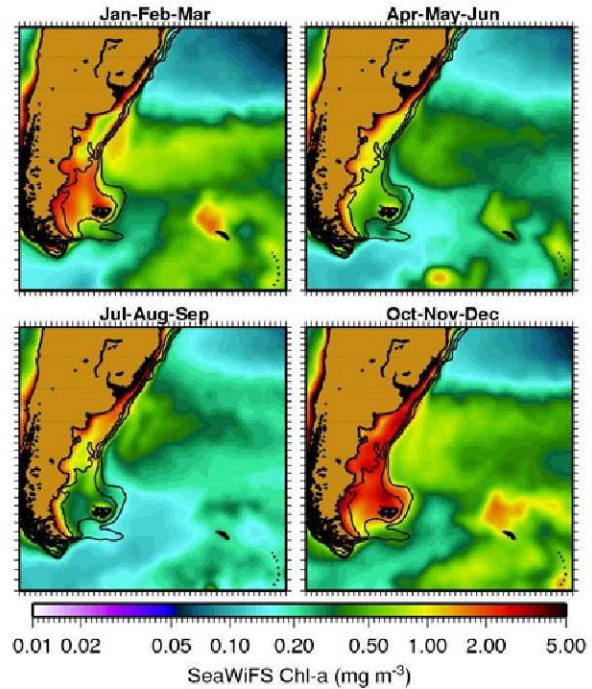 Jan-Feb-Mar
Apr-May-Jun
Jul-Aug-Sep
Oct-Nov-Dec
0.01 0.02 0.05 0.10 0.20 0.50 1.00 2.00 5.00
SeaWiFS Chl-a (mg m⁻³)